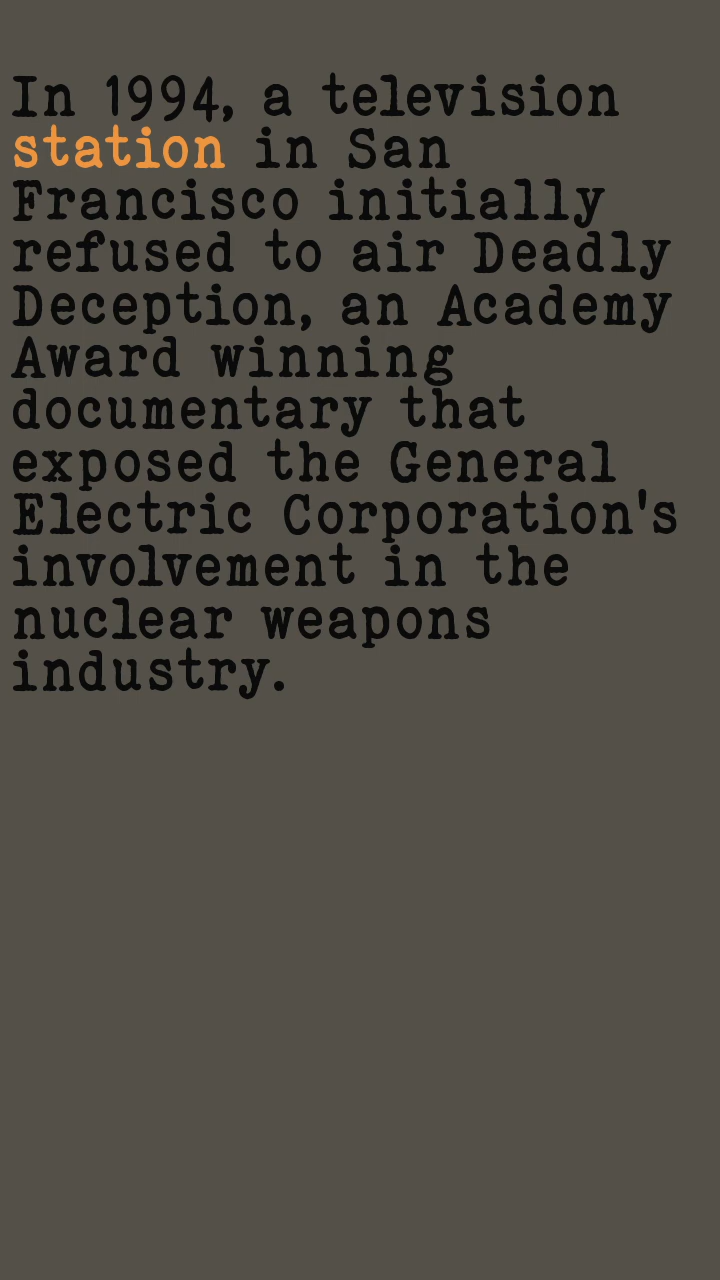 In 1994, a television
station in San
Francisco initially
refused to air Deadly
Deception, an Academy
Award winning
documentary that
exposed the General
Electric Corporation's
involvement in the
nuclear weapons
industry.